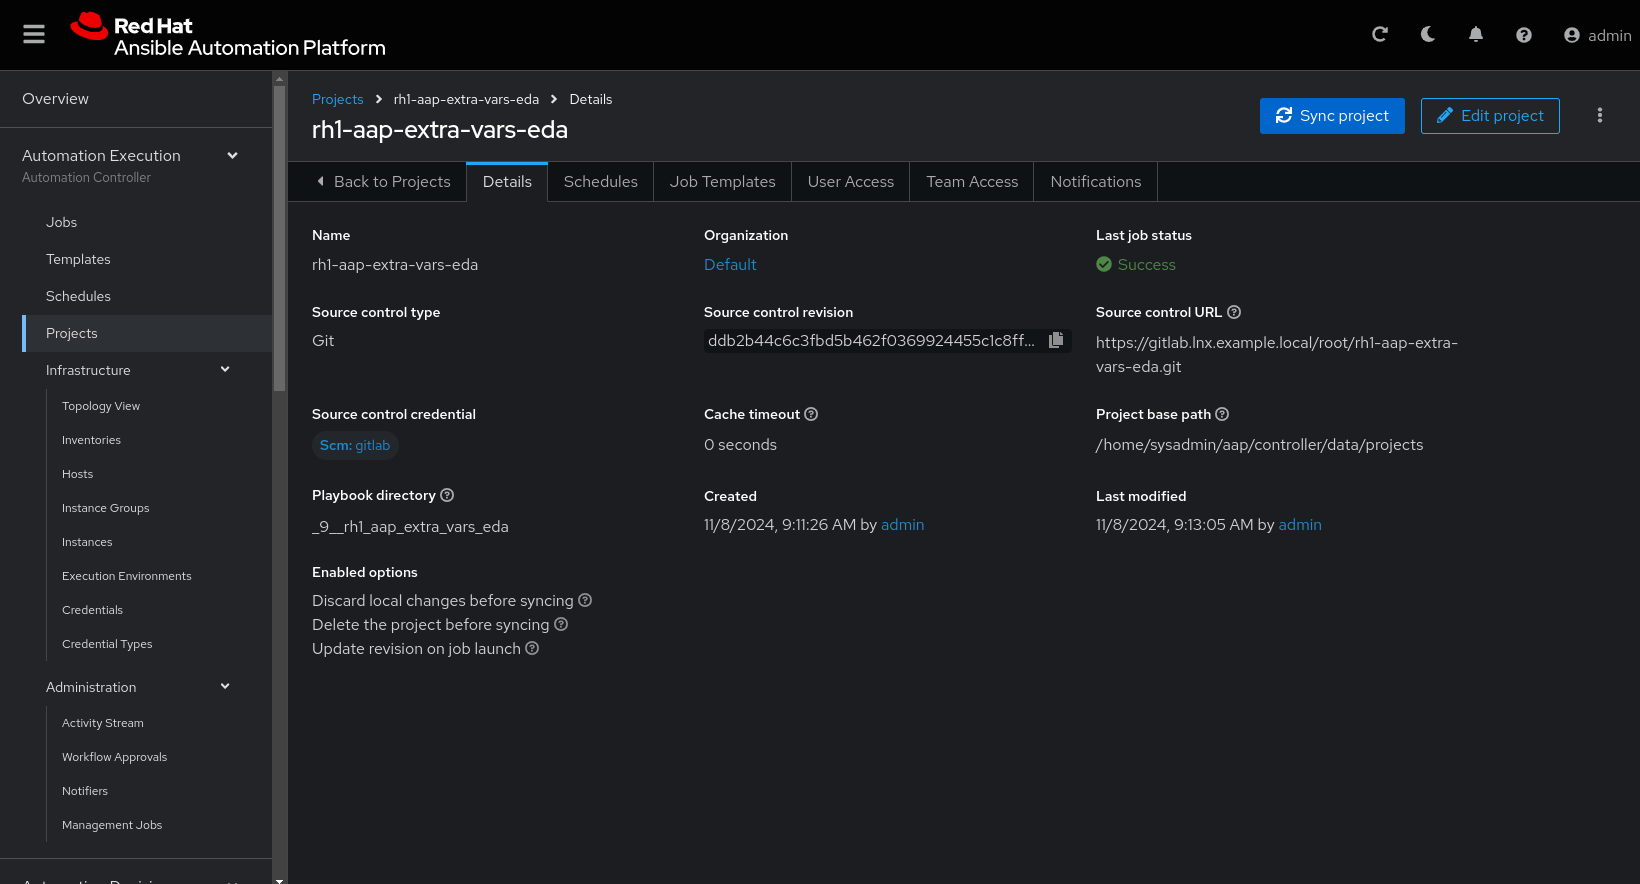 Red Hat
Ansible Automation Platform
admin
Overview
Automation Execution
Automation Controller
Jobs
Templates
Schedules
Projects
Infrastructure
Topology View
Inventories
Hosts
Instance Groups
Instances
Execution Environments
Credentials
Credential Types
Administration
Activity Stream
Workflow Approvals
Notifiers
Management Jobs
Projects rh1-aap-extra-vars-eda Details
rh1-aap-extra-vars-eda
Sync project Edit project
Back to Projects Details Schedules Job Templates User Access Team Access Notifications
Name
rh1-aap-extra-vars-eda
Organization
Default
Last job status
Success
Source control type
Git
Source control revision
ddb2b44c6c3fbd5b462f0369924455c1c8ff...
Source control URL
https://gitlab.lnx.example.local/root/rh1-aap-extra-
vars-eda.git
Source control credential
Scm: gitlab
Cache timeout
0 seconds
Project base path
/home/sysadmin/aap/controller/data/projects
Playbook directory
_9__rh1_aap_extra_vars_eda
Created
11/8/2024, 9:11:26 AM by admin
Last modified
11/8/2024, 9:13:05 AM by admin
Enabled options
Discard local changes before syncing
Delete the project before syncing
Update revision on job launch